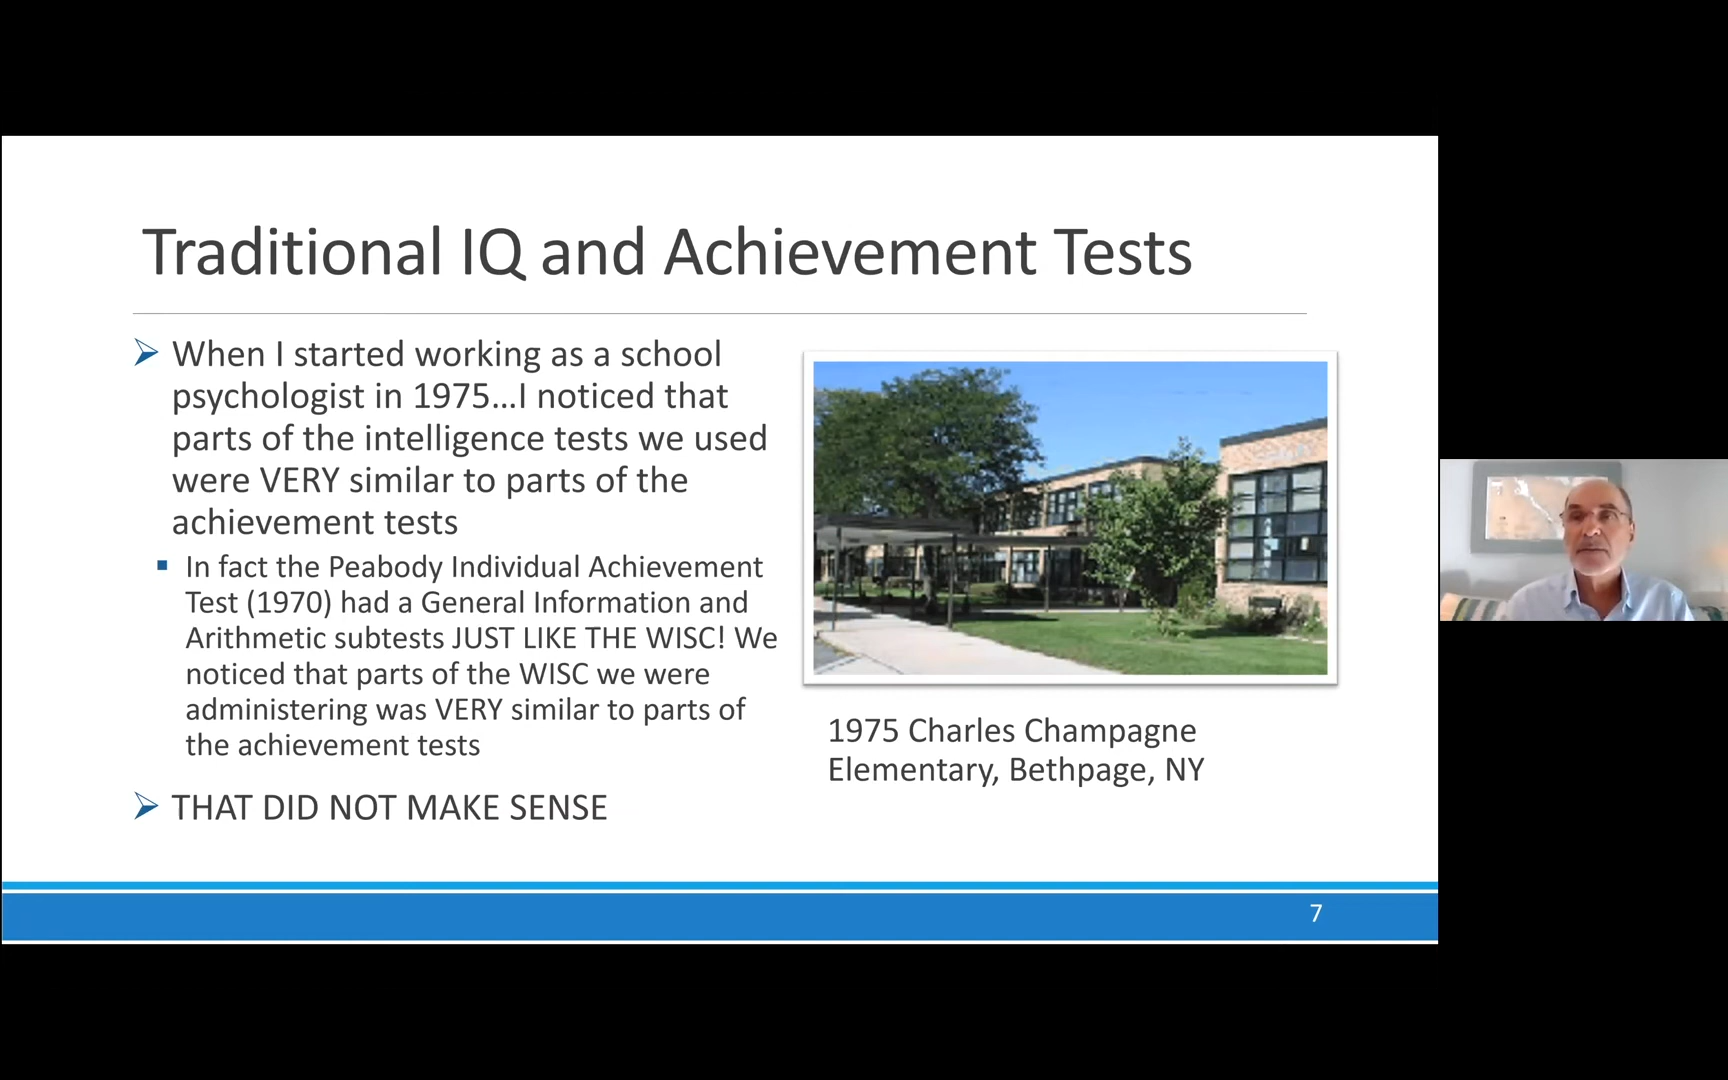 Traditional IQ and Achievement Tests
When I started working as a school
psychologist in 1975...I noticed that
parts of the intelligence tests we used
were VERY similar to parts of the
achievement tests
In fact the Peabody Individual Achievement
Test (1970) had a General Information and
Arithmetic subtests JUST LIKE THE WISC! We
noticed that parts of the WISC we were
administering was VERY similar to parts of
the achievement tests
THAT DID NOT MAKE SENSE
1975 Charles Champagne
Elementary, Bethpage, NY
7